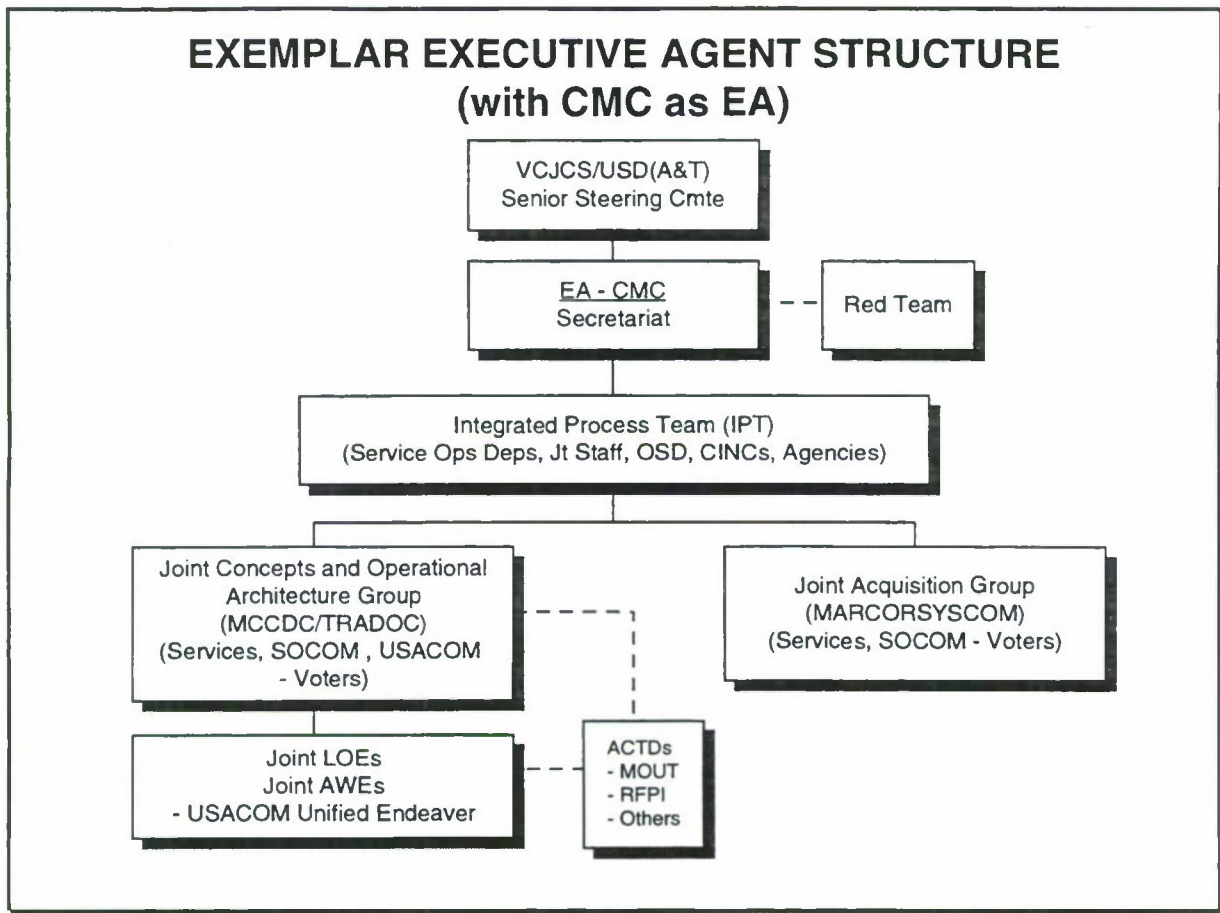 EXEMPLAR EXECUTIVE AGENT STRUCTURE
(with CMC as EA)
VCJCS/USD(A&T)
Senior Steering Cmte
EA - CMC
Secretariat
Red Team
Integrated Process Team (IPT)
(Service Ops Deps, Jt Staff, OSD, CINCs, Agencies)
Joint Concepts and Operational
Architecture Group
(MCCDC/TRADOC)
(Services, SOCOM , USACOM
- Voters)
Joint Acquisition Group
(MARCORSYSCOM)
(Services, SOCOM - Voters)
Joint LOEs
Joint AWEs
- USACOM Unified Endeaver
ACTDs
- MOUT
- RFPI
- Others